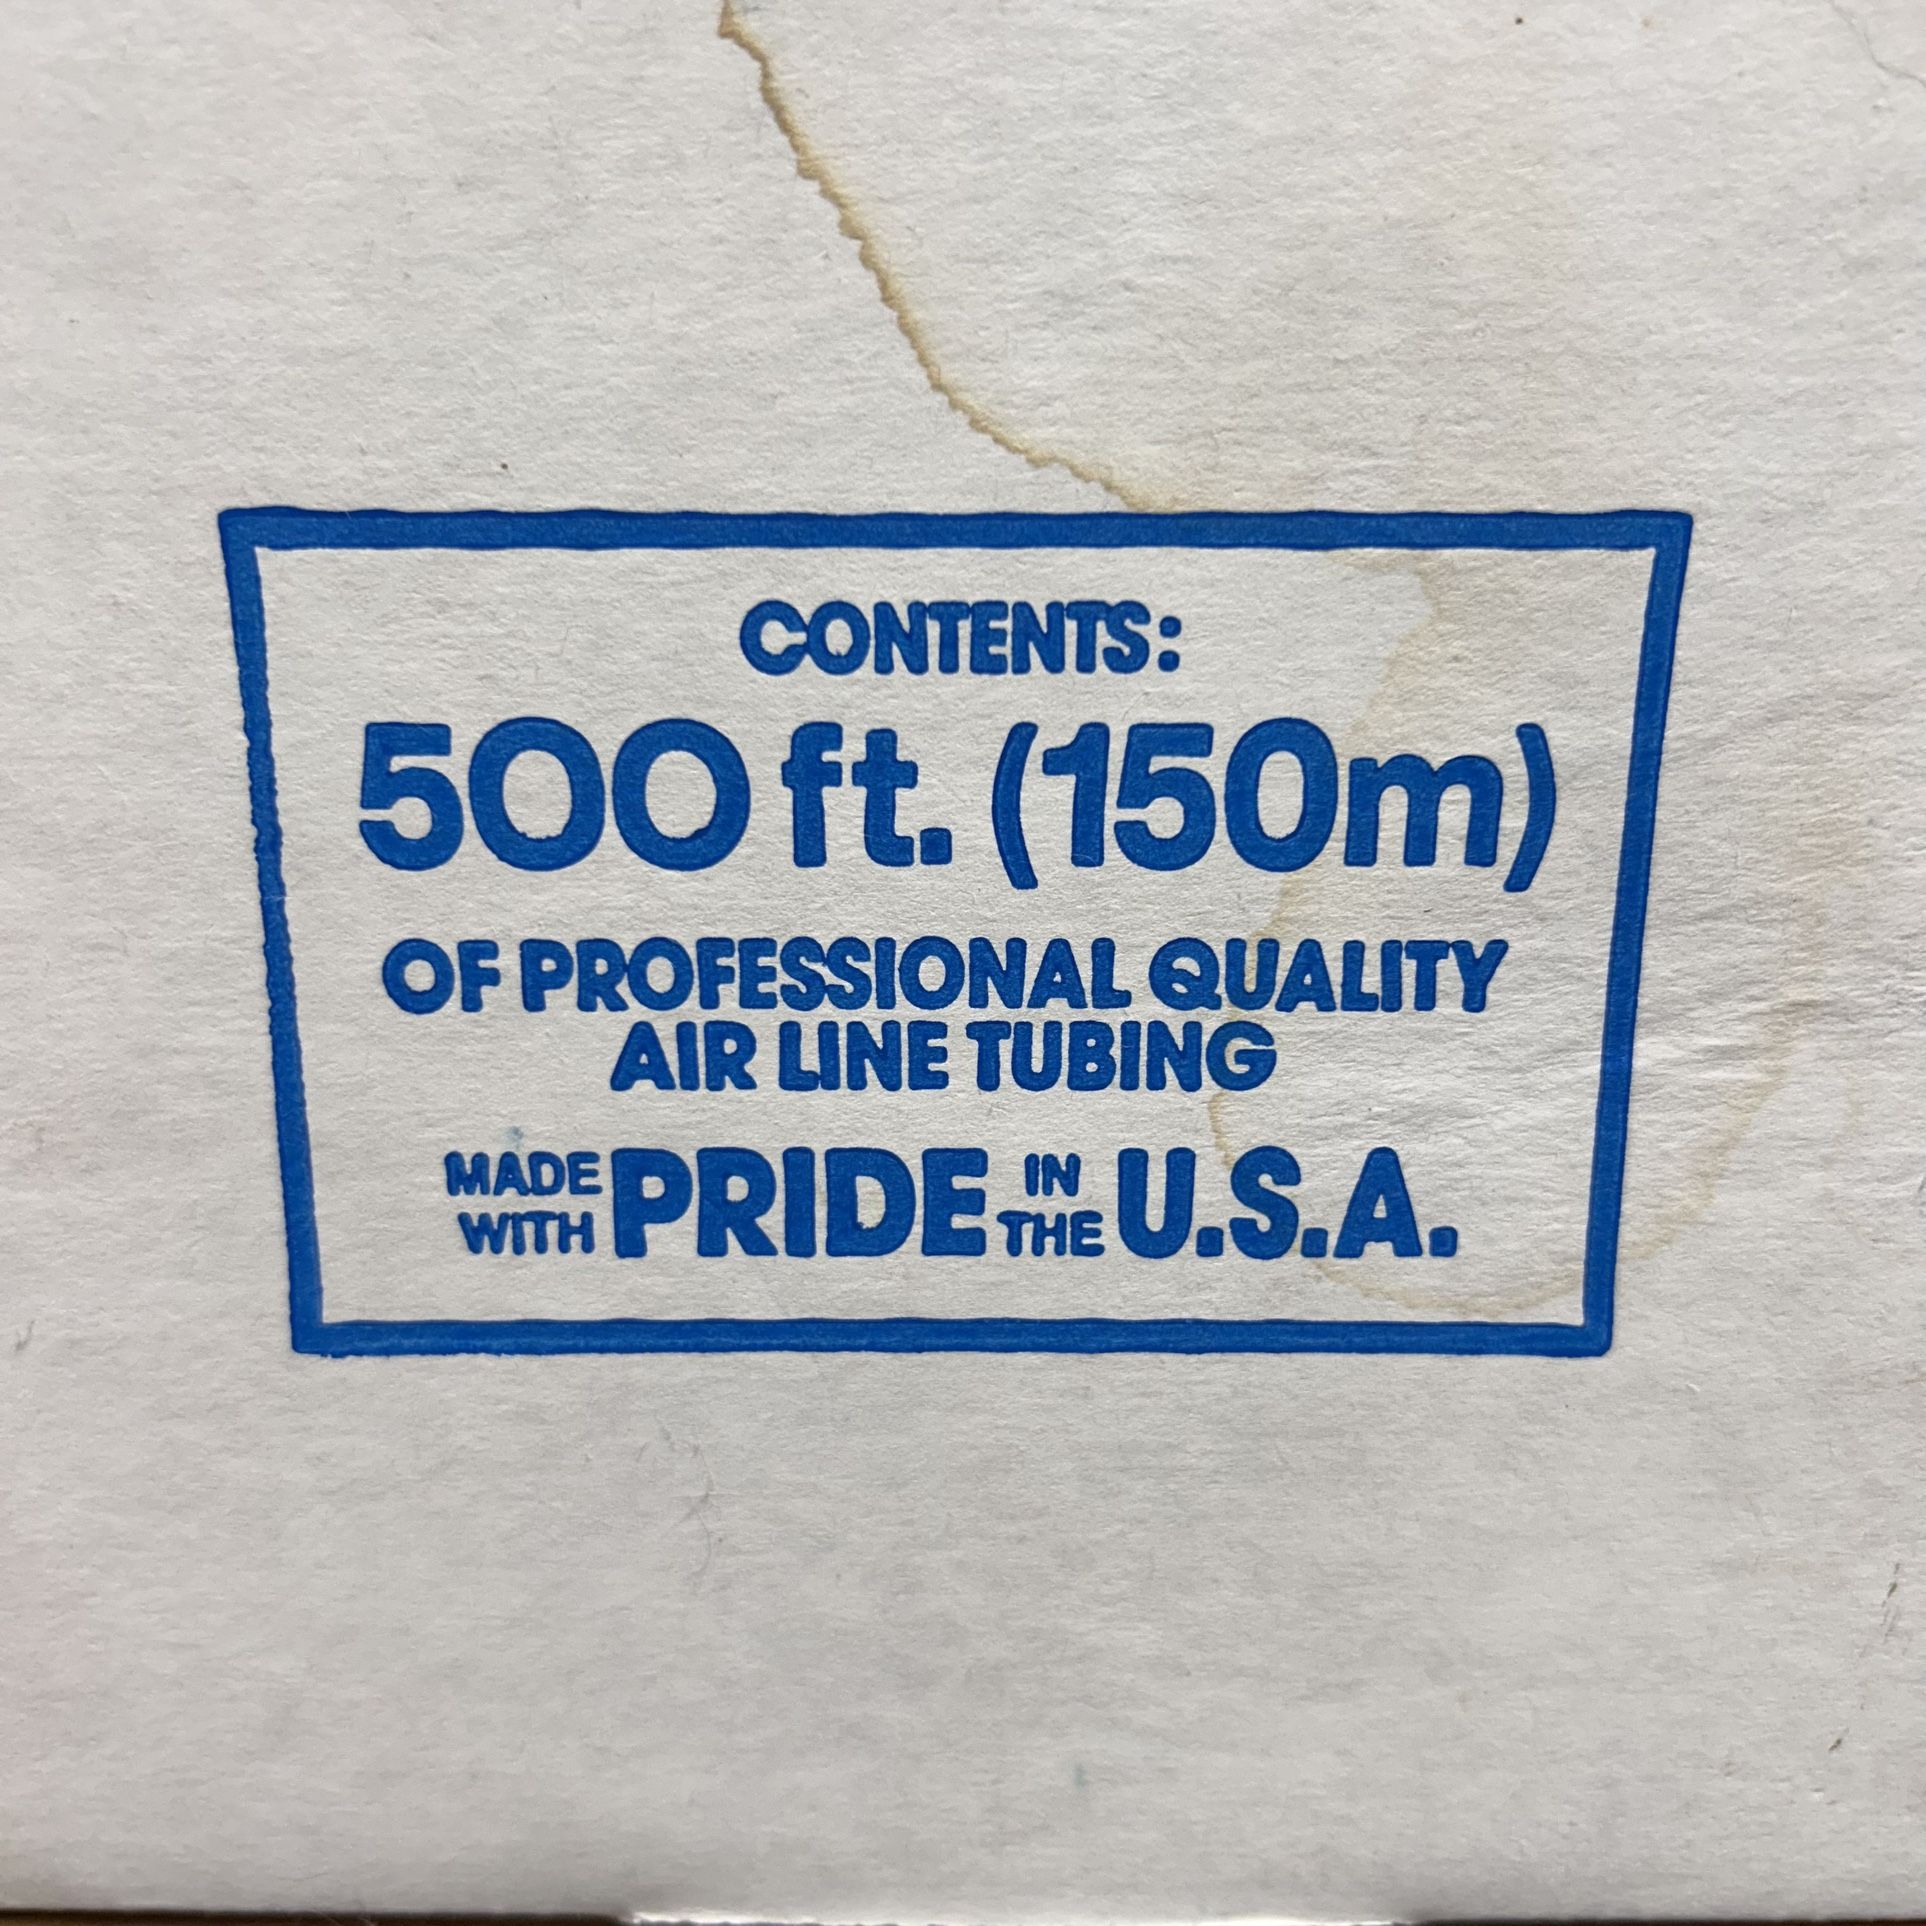 CONTENTS:
500 ft. (150m)
OF PROFESSIONAL QUALITY
AIR LINE TUBING
MADE WITH PRIDE IN THE U.S.A.